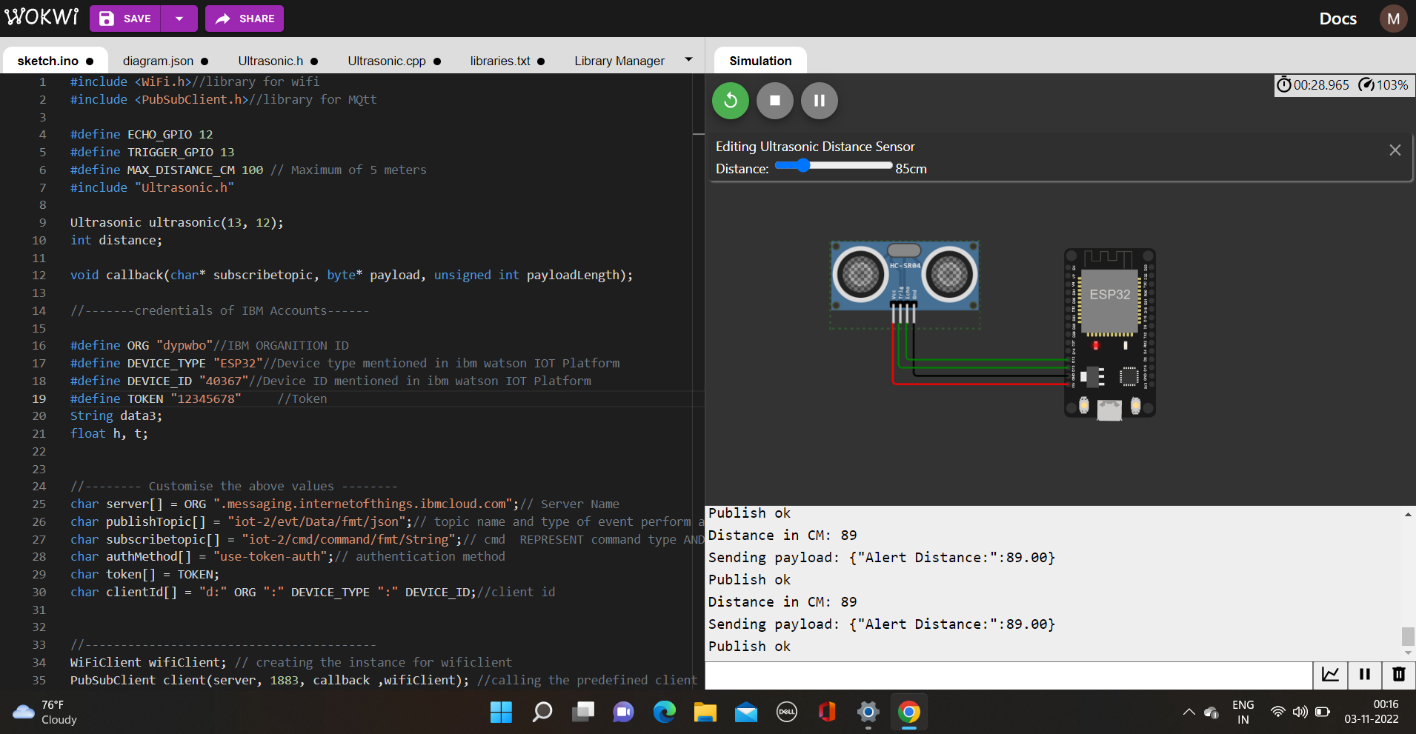 WOKWi
SAVE
SHARE
Docs
M
sketch.ino ●
diagram.json ●
Ultrasonic.h ●
Ultrasonic.cpp ●
libraries.txt ●
Library Manager
Simulation
1 #include <WiFi.h>//library for wifi
2 #include <PubSubClient.h>//library for MQtt
3
4 #define ECHO_GPIO 12
5 #define TRIGGER_GPIO 13
6 #define MAX_DISTANCE_CM 100 // Maximum of 5 meters
7 #include "Ultrasonic.h"
8
9 Ultrasonic ultrasonic(13, 12);
10 int distance;
11
12 void callback(char* subscribetopic, byte* payload, unsigned int payloadLength);
13
14 //-------credentials of IBM Accounts------
15
16 #define ORG "dypwbo"//IBM ORGANITION ID
17 #define DEVICE_TYPE "ESP32"//Device type mentioned in ibm watson IOT Platform
18 #define DEVICE_ID "40367"//Device ID mentioned in ibm watson IOT Platform
19 #define TOKEN "12345678" //Token
20 String data3;
21 float h, t;
22
23
24 //-------- Customise the above values --------
25 char server[] = ORG ".messaging.internetofthings.ibmcloud.com";// Server Name
26 char publishTopic[] = "iot-2/evt/Data/fmt/json";// topic name and type of event perform a
27 char subscribetopic[] = "iot-2/cmd/command/fmt/String";// cmd REPRESENT command type AND
28 char authMethod[] = "use-token-auth";// authentication method
29 char token[] = TOKEN;
30 char clientId[] = "d:" ORG ":" DEVICE_TYPE ":" DEVICE_ID;//client id
31
32
33 //-----------------------------------------
34 WiFiClient wifiClient; // creating the instance for wificlient
35 PubSubClient client(server, 1883, callback ,wifiClient); //calling the predefined client
00:28.965 103%
Editing Ultrasonic Distance Sensor
Distance: 85cm
HC-SR04
Vcc
Trig
Echo
Gnd
ESP32
Publish ok
Distance in CM: 89
Sending payload: {"Alert Distance:":89.00}
Publish ok
Distance in CM: 89
Sending payload: {"Alert Distance:":89.00}
Publish ok
76°F
Cloudy
DELL
ENG
IN
00:16
03-11-2022